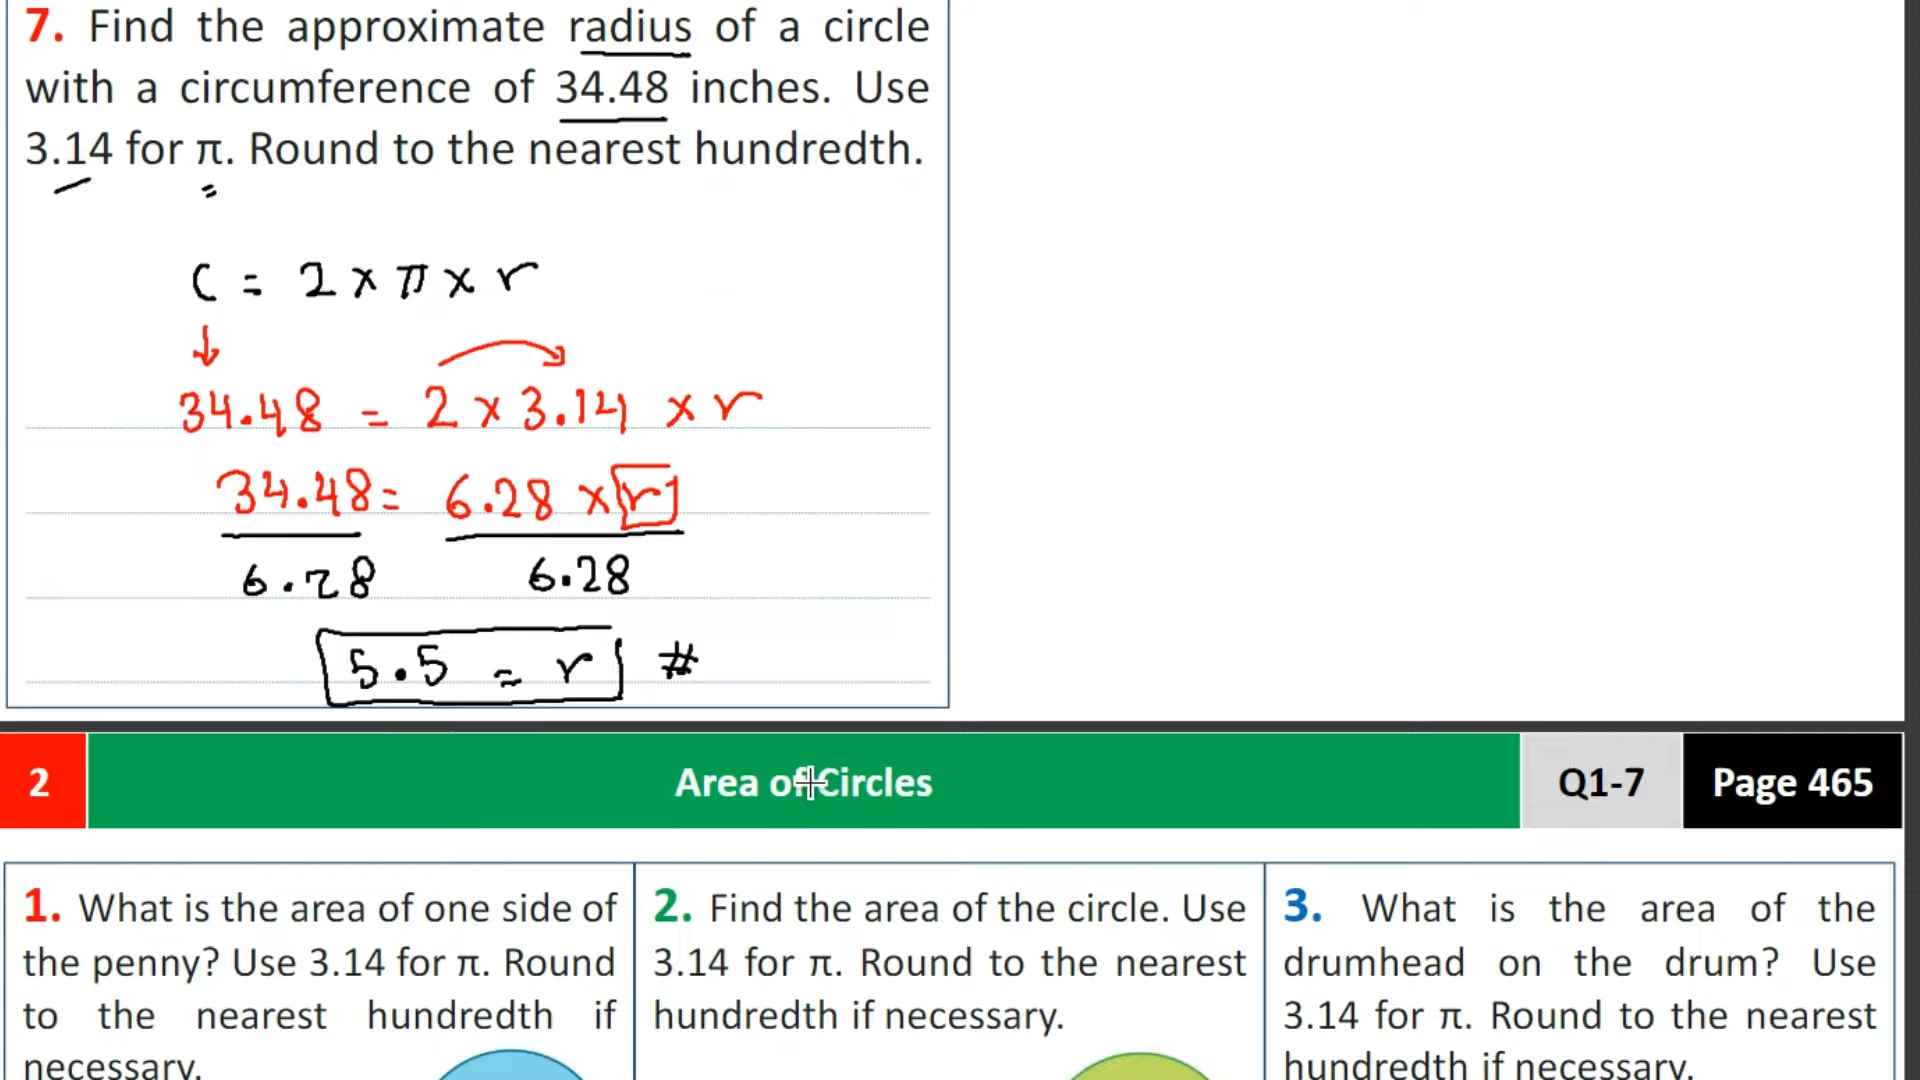 7. Find the approximate radius of a circle
with a circumference of 34.48 inches. Use
3.14 for π. Round to the nearest hundredth.
C = 2 × π × r
34.48 = 2 × 3.14 × r
34.48 = 6.28 × r
6.28 6.28
5.5 = r #
2 Area of Circles Q1-7 Page 465
1. What is the area of one side of
the penny? Use 3.14 for π. Round
to the nearest hundredth if
necessary.
2. Find the area of the circle. Use
3.14 for π. Round to the nearest
hundredth if necessary.
3. What is the area of the
drumhead on the drum? Use
3.14 for π. Round to the nearest
hundredth if necessary.